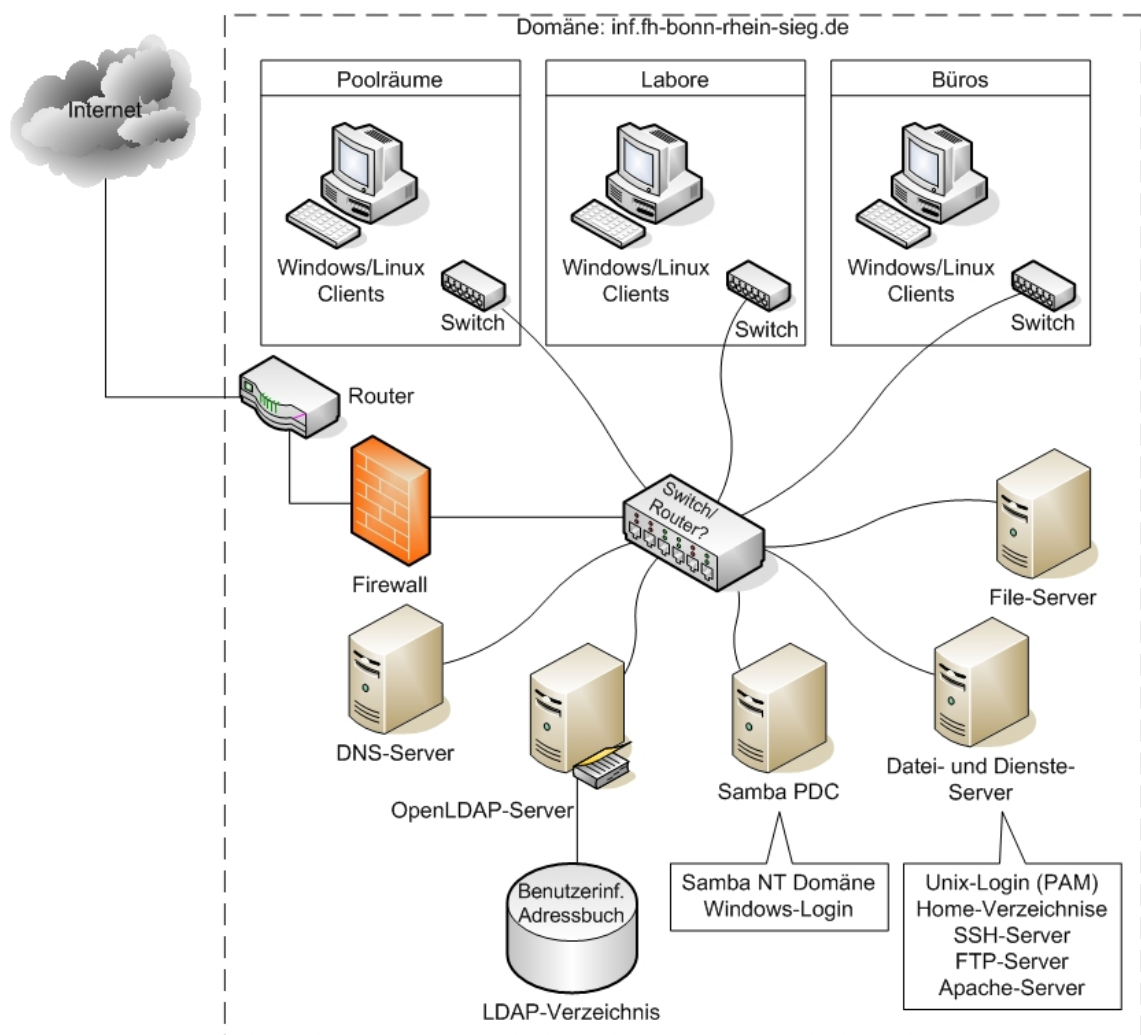 Domäne: inf.fh-bonn-rhein-sieg.de
Internet
Poolräume
Labore
Büros
Windows/Linux
Clients
Switch
Windows/Linux
Clients
Switch
Windows/Linux
Clients
Switch
Router
Switch/
Router?
Firewall
File-Server
DNS-Server
OpenLDAP-Server
Samba PDC
Datei- und Dienste-
Server
Benutzerinf.
Adressbuch
LDAP-Verzeichnis
Samba NT Domäne
Windows-Login
Unix-Login (PAM)
Home-Verzeichnise
SSH-Server
FTP-Server
Apache-Server